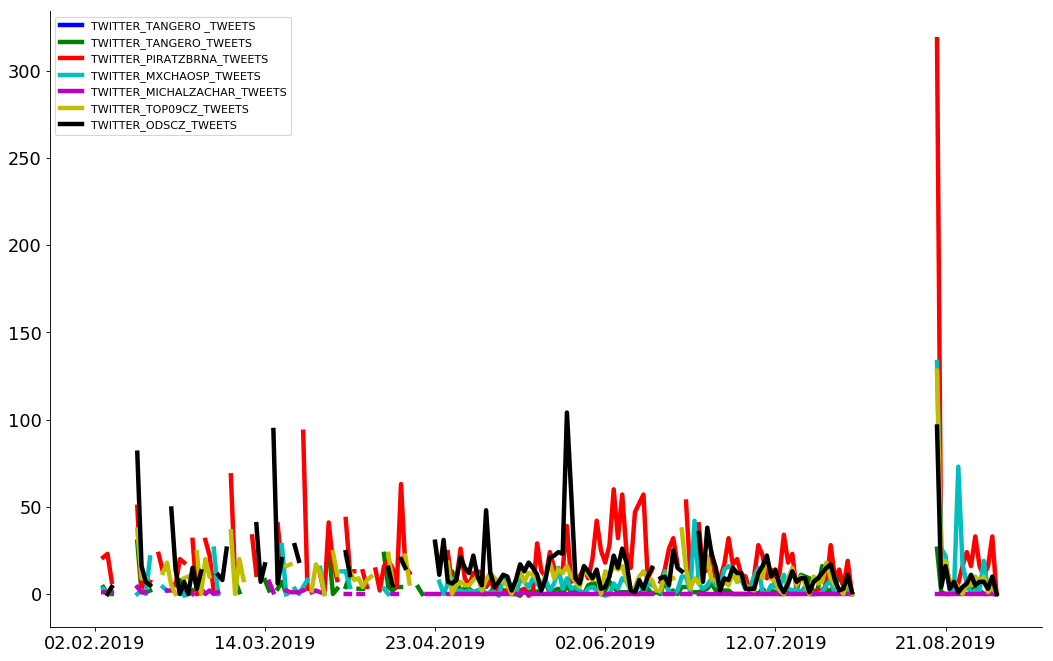 TWITTER_TANGERO _TWEETS
TWITTER_TANGERO_TWEETS
TWITTER_PIRATZBRNA_TWEETS
TWITTER_MXCHAOSP_TWEETS
TWITTER_MICHALZACHAR_TWEETS
TWITTER_TOP09CZ_TWEETS
TWITTER_ODSCZ_TWEETS
300
250
200
150
100
50
0
02.02.2019 14.03.2019 23.04.2019 02.06.2019 12.07.2019 21.08.2019